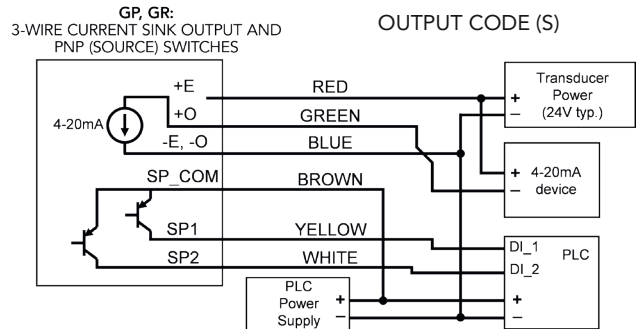 GP, GR:
3-WIRE CURRENT SINK OUTPUT AND
PNP (SOURCE) SWITCHES
OUTPUT CODE (S)
+E
RED
Transducer
Power
(24V typ.)
+
−
4-20mA
+O
GREEN
-E, -O
BLUE
+ 4-20mA
− device
SP_COM
BROWN
SP1
YELLOW
DI_1
PLC
SP2
WHITE
DI_2
PLC
Power
Supply
+
−
+
−